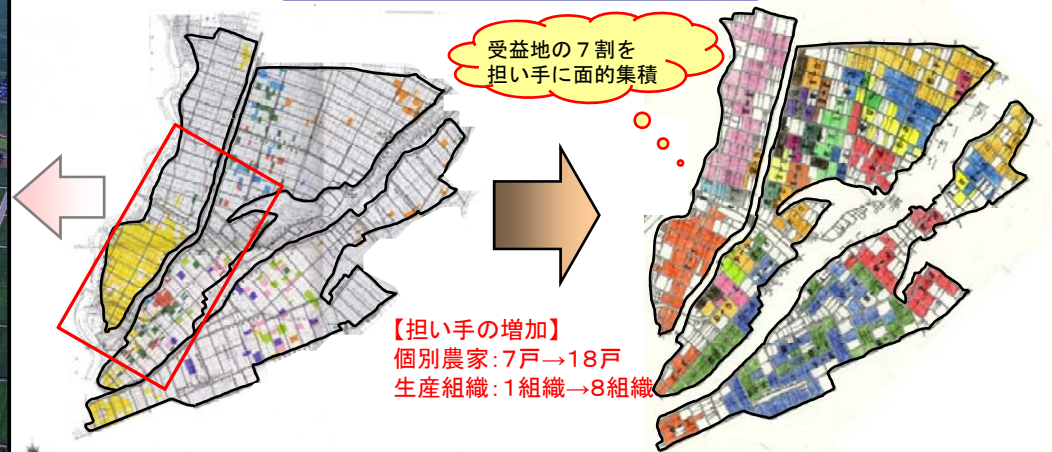 受益地の７割を
担い手に面的集積
【担い手の増加】
個別農家：7戸→18戸
生産組織：1組織→8組織